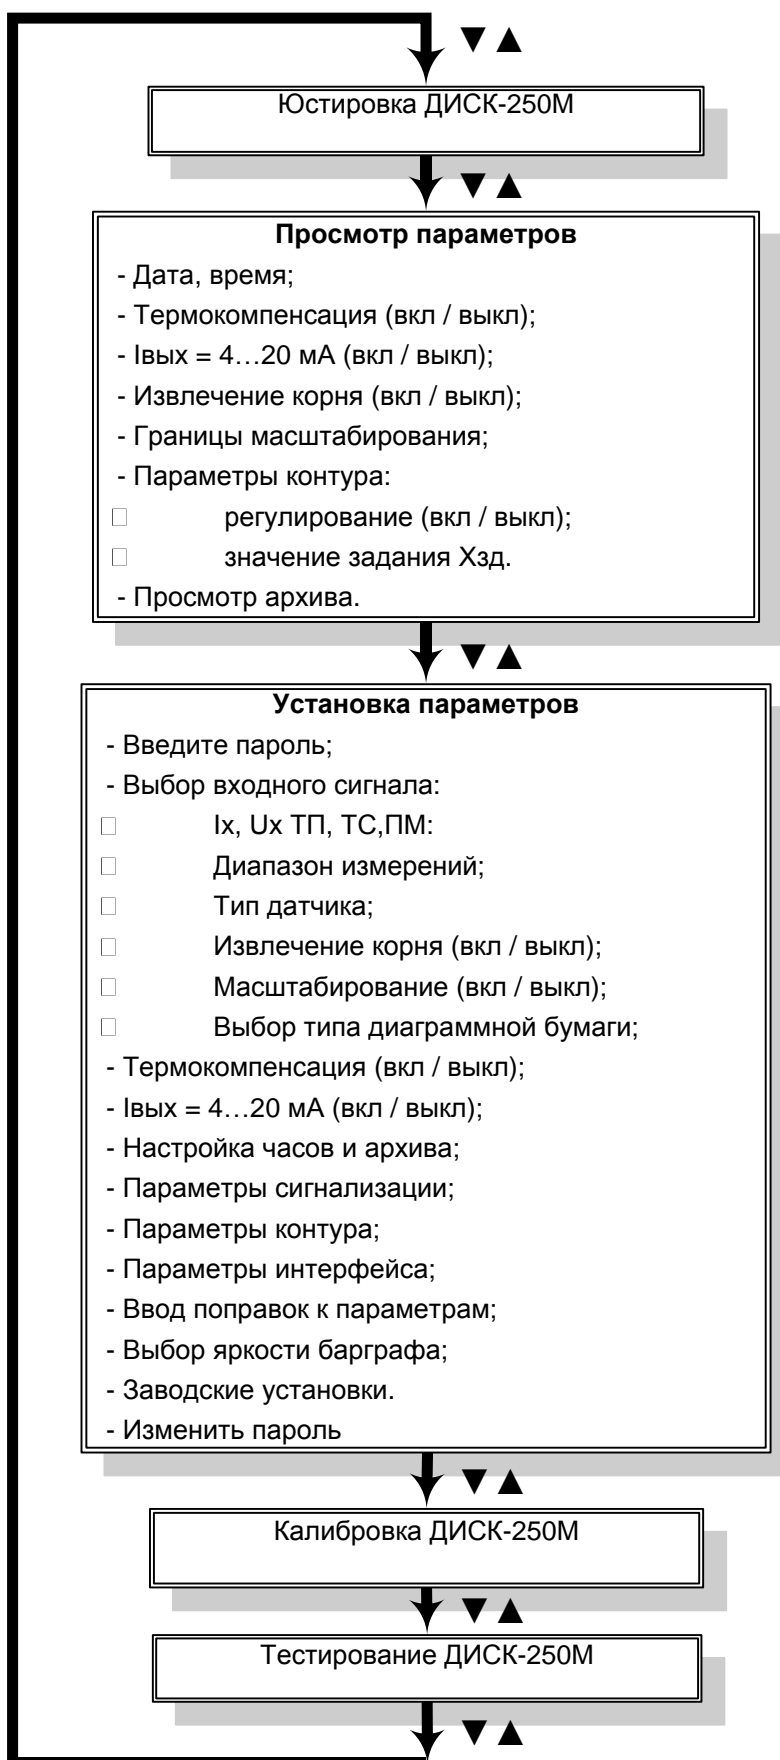 ▼▲
Юстировка ДИСК-250М
▼▲
Просмотр параметров
- Дата, время;
- Термокомпенсация (вкл / выкл);
- Iвых = 4…20 мА (вкл / выкл);
- Извлечение корня (вкл / выкл);
- Границы масштабирования;
- Параметры контура:
□ регулирование (вкл / выкл);
□ значение задания Хзд.
- Просмотр архива.
▼▲
Установка параметров
- Введите пароль;
- Выбор входного сигнала:
□ Ix, Ux ТП, ТС,ПМ:
□ Диапазон измерений;
□ Тип датчика;
□ Извлечение корня (вкл / выкл);
□ Масштабирование (вкл / выкл);
□ Выбор типа диаграммной бумаги;
- Термокомпенсация (вкл / выкл);
- Iвых = 4…20 мА (вкл / выкл);
- Настройка часов и архива;
- Параметры сигнализации;
- Параметры контура;
- Параметры интерфейса;
- Ввод поправок к параметрам;
- Выбор яркости барграфа;
- Заводские установки.
- Изменить пароль
▼▲
Калибровка ДИСК-250М
▼▲
Тестирование ДИСК-250М
▼▲